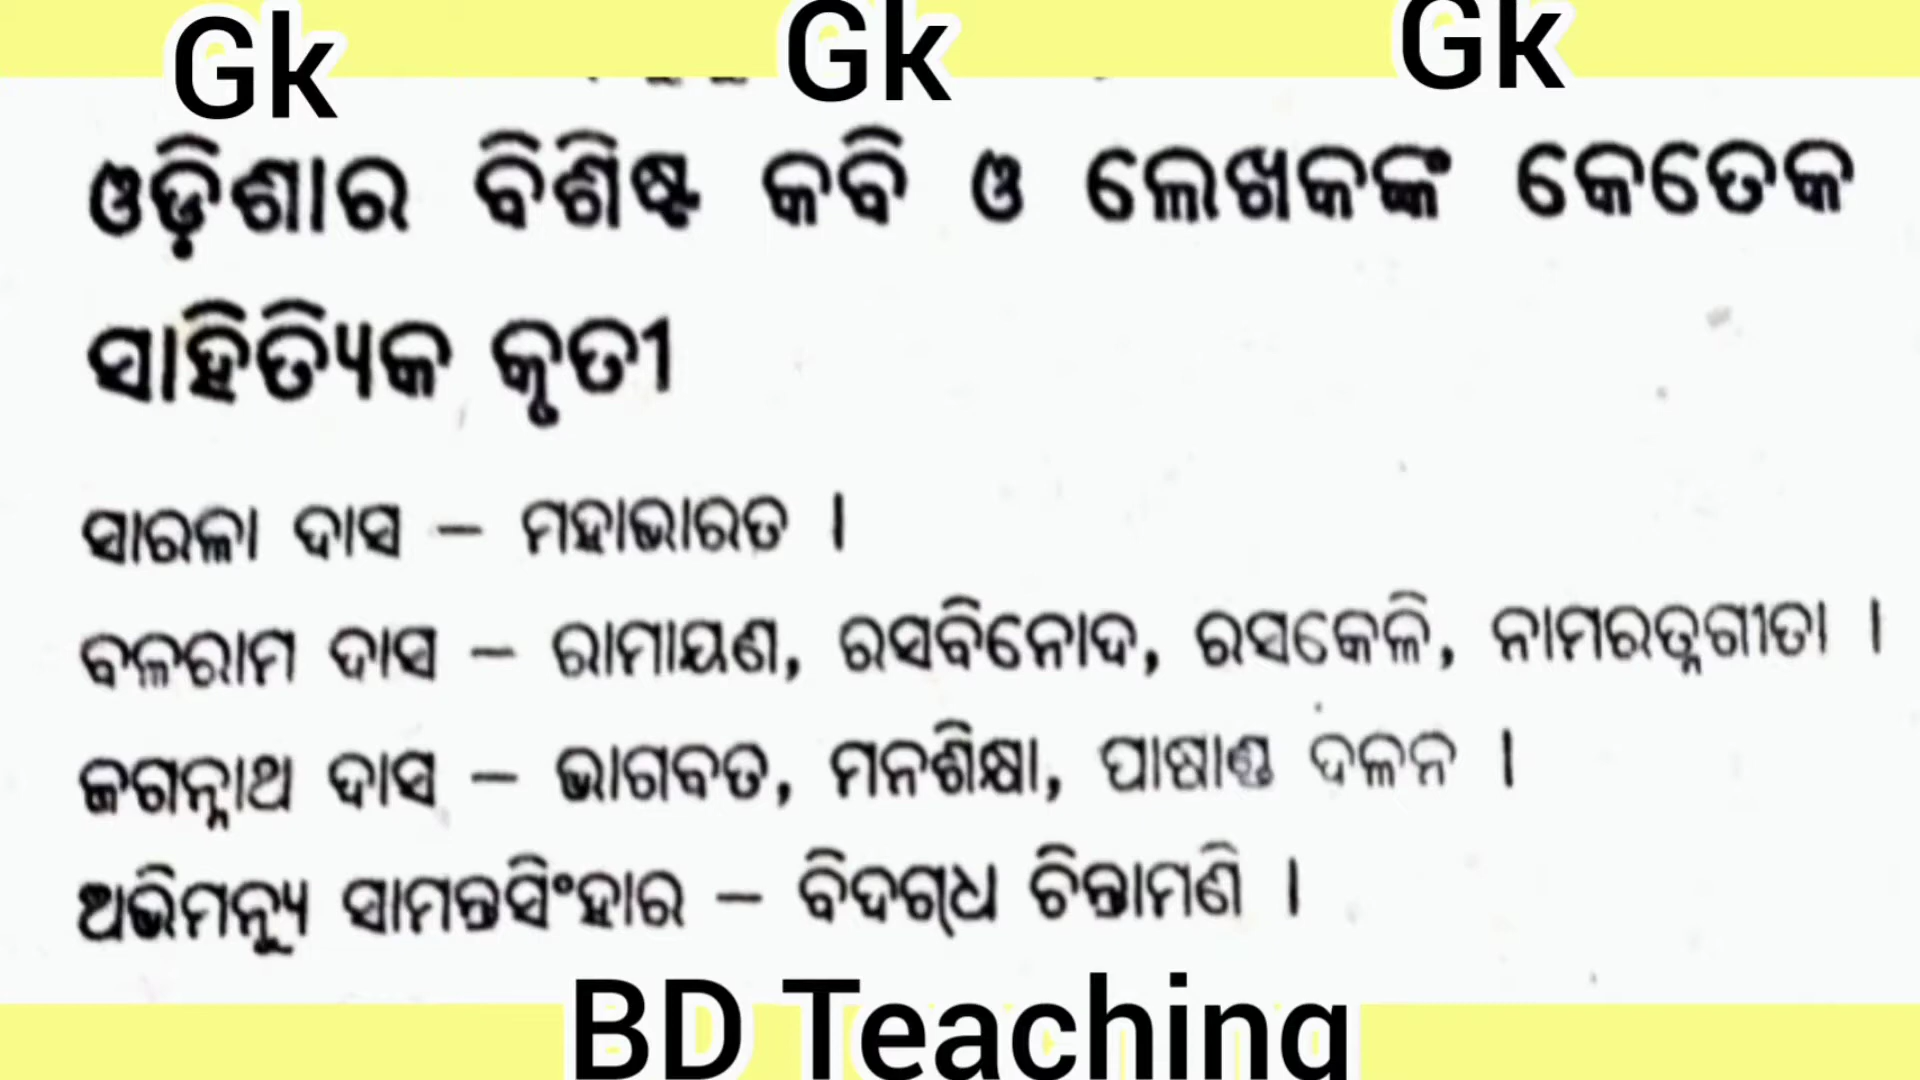 Gk Gk Gk
ଓଡ଼ିଶାର ବିଶିଷ୍ଟ କବି ଓ ଲେଖକଙ୍କ କେତେକ
ସାହିତ୍ୟିକ କୃତୀ
ସାରଳା ଦାସ – ମହାଭାରତ ।
ବଳରାମ ଦାସ – ରାମାୟଣ, ରସବିନୋଦ, ରସକେଳି, ନାମରତ୍ନଗୀତା ।
ଜଗନ୍ନାଥ ଦାସ – ଭାଗବତ, ମନଶିକ୍ଷା, ପାଷାଣ୍ଡ ଦଳନ ।
ଅଭିମନ୍ୟୁ ସାମନ୍ତସିଂହାର – ବିଦଗ୍ଧ ଚିନ୍ତାମଣି ।
BD Teaching